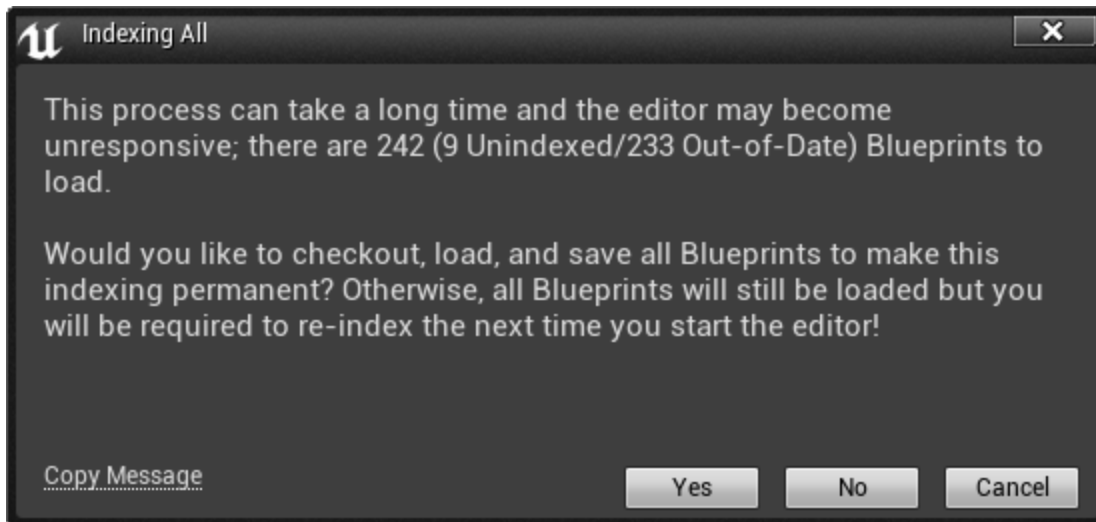 Indexing All
This process can take a long time and the editor may become
unresponsive; there are 242 (9 Unindexed/233 Out-of-Date) Blueprints to
load.
Would you like to checkout, load, and save all Blueprints to make this
indexing permanent? Otherwise, all Blueprints will still be loaded but you
will be required to re-index the next time you start the editor!
Copy Message
Yes
No
Cancel